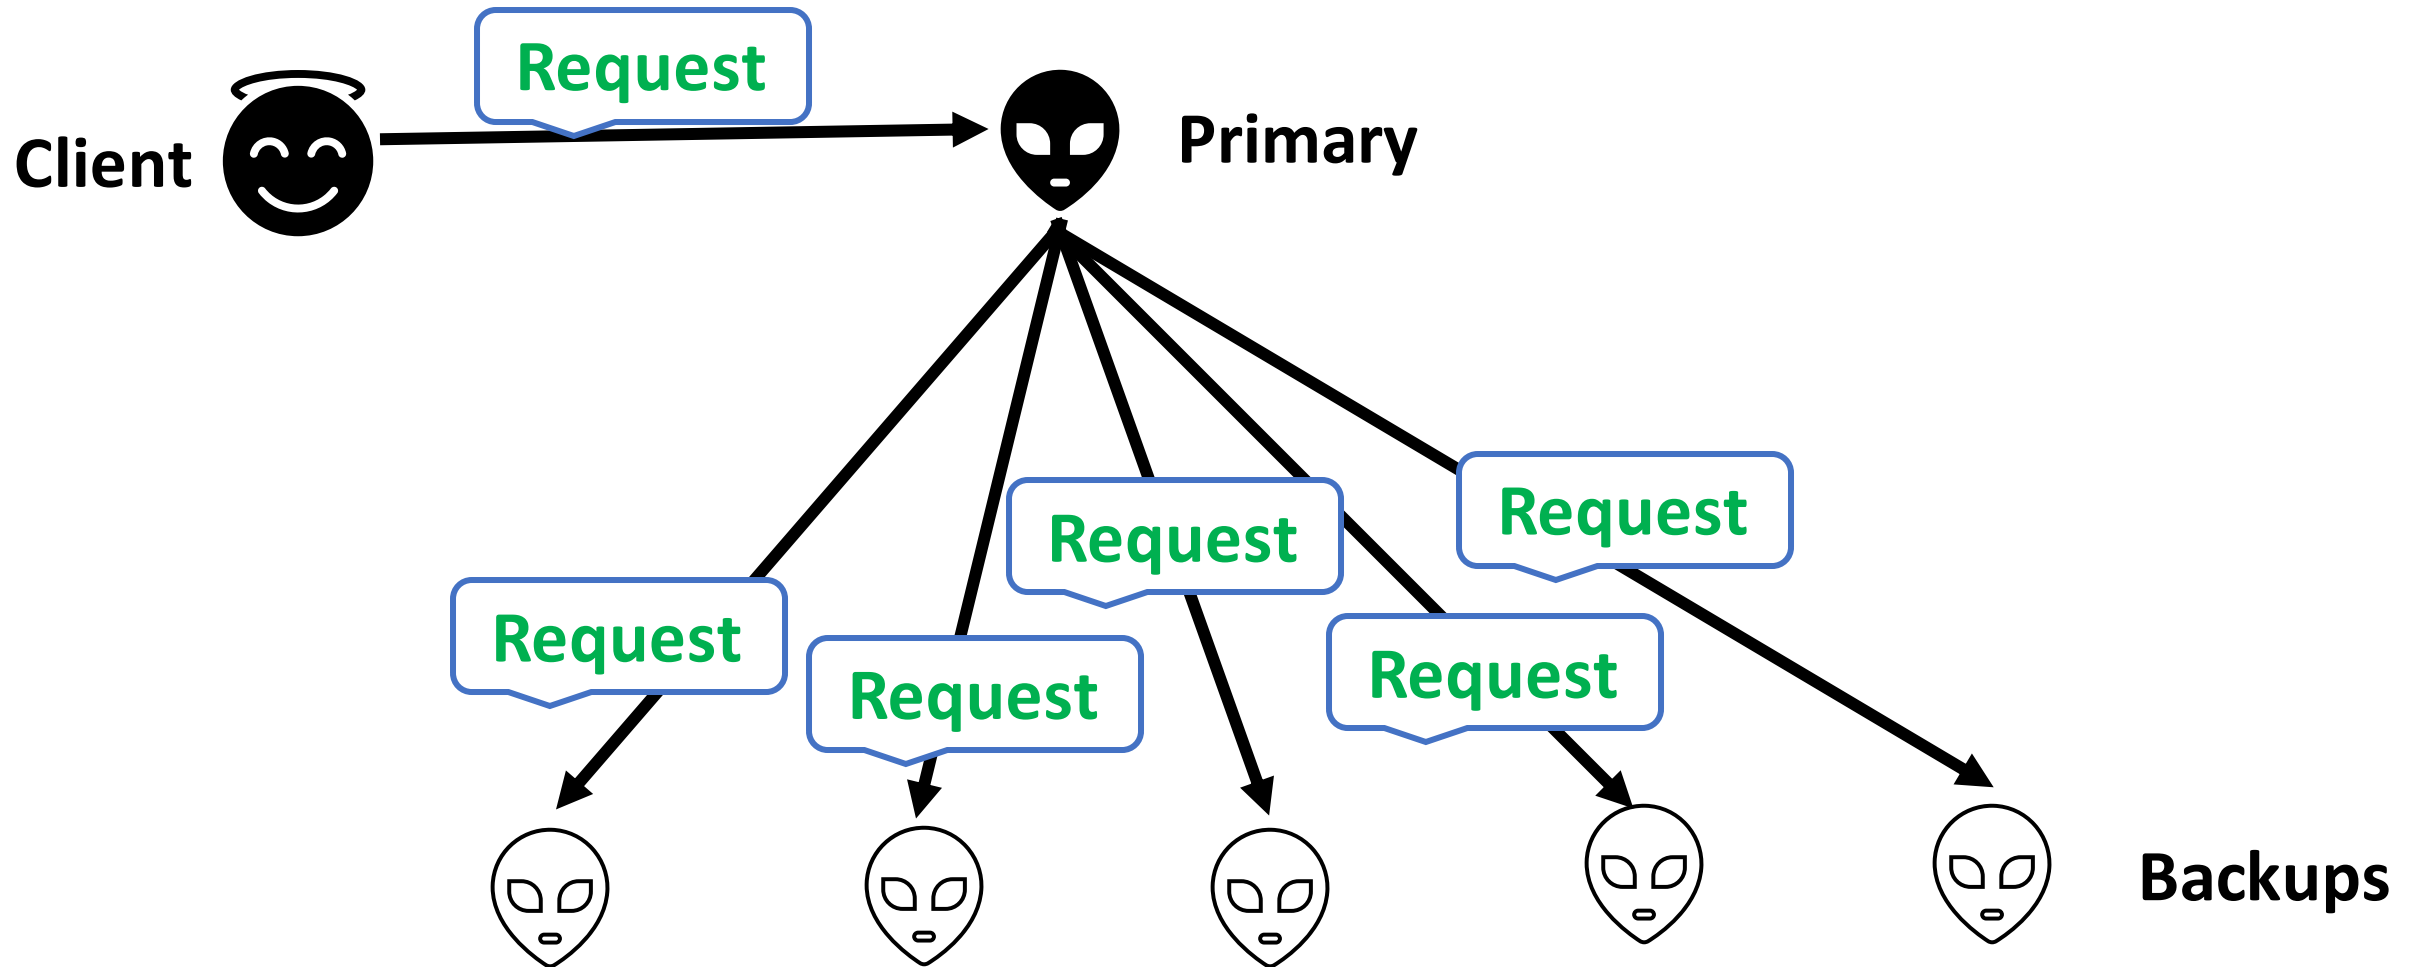 Request
Client
Primary
Request
Request
Request
Request
Request
Backups